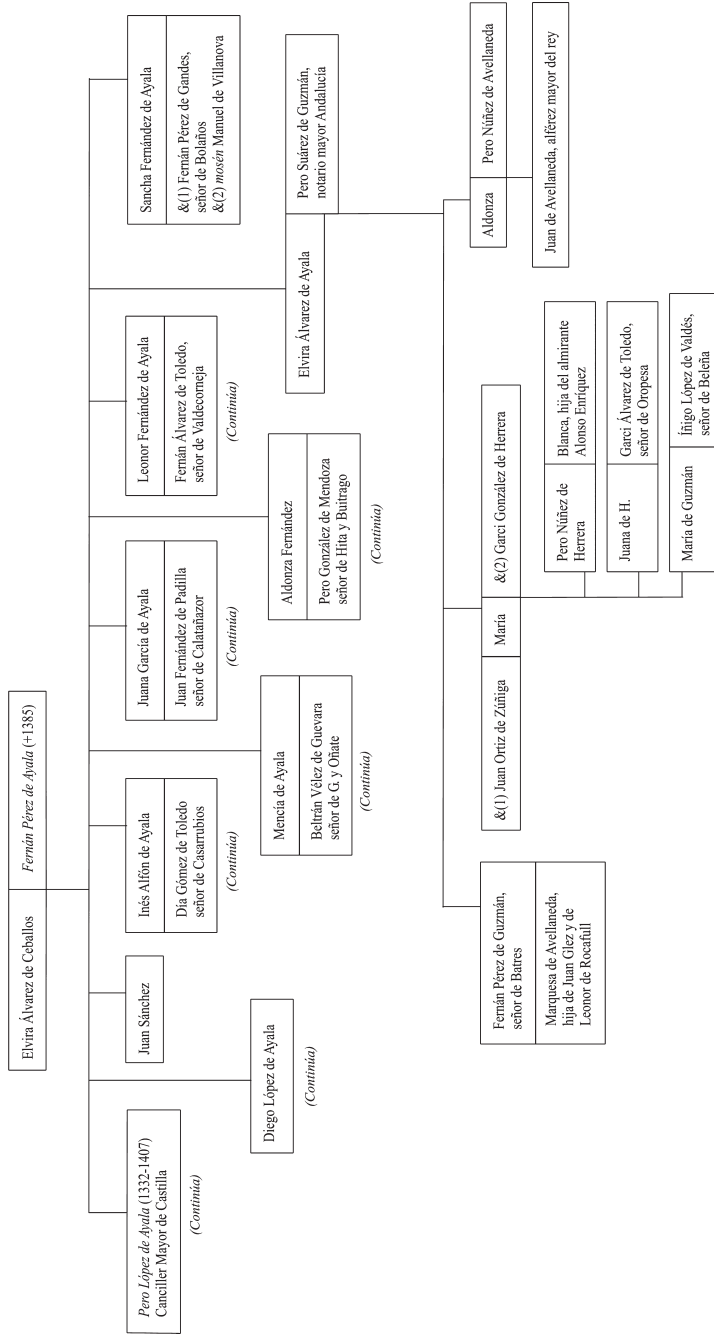 Elvira Álvarez de Ceballos
Fernán Pérez de Ayala (+1385)
Pero López de Ayala (1332-1407)
Canciller Mayor de Castilla
(Continúa)
Diego López de Ayala
(Continúa)
Juan Sánchez
Inés Alfón de Ayala
Día Gómez de Toledo
señor de Casarrubios
(Continúa)
Mencía de Ayala
Beltrán Vélez de Guevara
señor de G. y Oñate
(Continúa)
Juana García de Ayala
Juan Fernández de Padilla
señor de Calatañazor
(Continúa)
Aldonza Fernández
Pero González de Mendoza
señor de Hita y Buitrago
(Continúa)
Leonor Fernández de Ayala
Fernán Álvarez de Toledo,
señor de Valdecorneja
(Continúa)
Elvira Álvarez de Ayala
Pero Suárez de Guzmán,
notario mayor Andalucía
Sancha Fernández de Ayala
&(1) Fernán Pérez de Gandes,
señor de Bolaños
&(2) mosén Manuel de Villanova
Fernán Pérez de Guzmán,
señor de Batres
Marquesa de Avellaneda,
hija de Juan Glez y de
Leonor de Rocafull
&(1) Juan Ortiz de Zúñiga
María
&(2) Garci González de Herrera
Pero Núñez de
Herrera
Blanca, hija del almirante
Alonso Enríquez
Juana de H.
Garci Álvarez de Toledo,
señor de Oropesa
María de Guzmán
Íñigo López de Valdés,
señor de Beleña
Aldonza
Pero Núñez de Avellaneda
Juan de Avellaneda, alférez mayor del rey